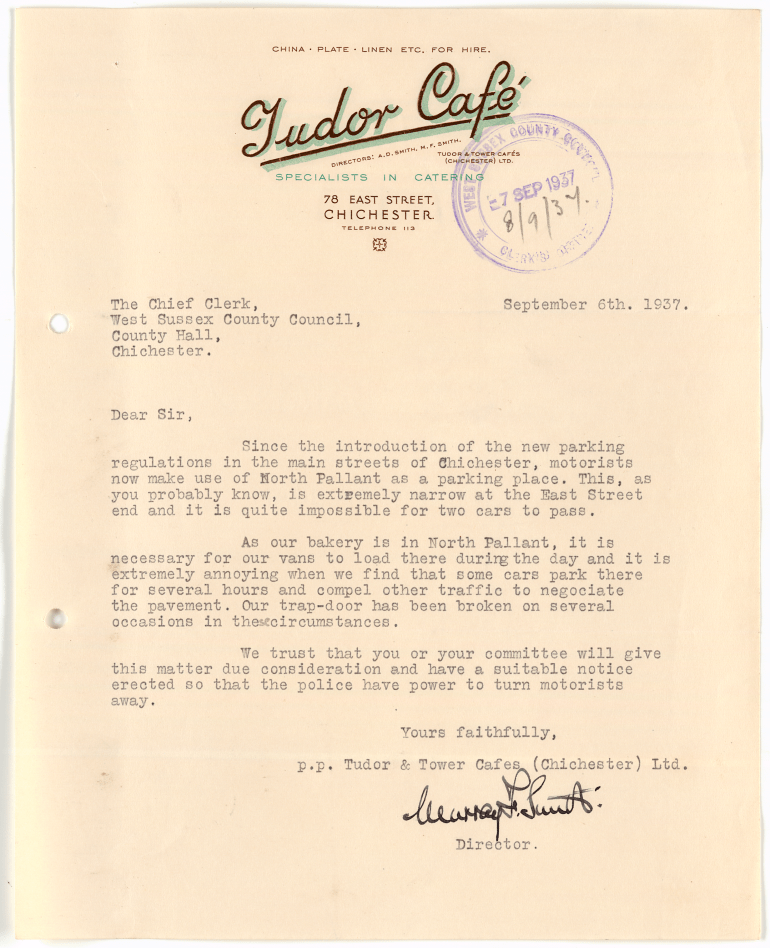 CHINA · PLATE · LINEN ETC. FOR HIRE.
Tudor Café
DIRECTORS: A.D. SMITH, M.F. SMITH.
TUDOR & TOWER CAFÉS
(CHICHESTER) LTD.
SPECIALISTS IN CATERING
78 EAST STREET,
CHICHESTER.
TELEPHONE 113
WEST SUSSEX COUNTY COUNCIL
7 SEP 1937
8/9/37.
The Chief Clerk,
September 6th. 1937.
West Sussex County Council,
County Hall,
Chichester.
Dear Sir,
Since the introduction of the new parking
regulations in the main streets of Chichester, motorists
now make use of North Pallant as a parking place. This, as
you probably know, is extremely narrow at the East Street
end and it is quite impossible for two cars to pass.
As our bakery is in North Pallant, it is
necessary for our vans to load there during the day and it is
extremely annoying when we find that some cars park there
for several hours and compel other traffic to negociate
the pavement. Our trap-door has been broken on several
occasions in these circumstances.
We trust that you or your committee will give
this matter due consideration and have a suitable notice
erected so that the police have power to turn motorists
away.
Yours faithfully,
p.p. Tudor & Tower Cafes (Chichester) Ltd.
Murray F. Smith.
Director.